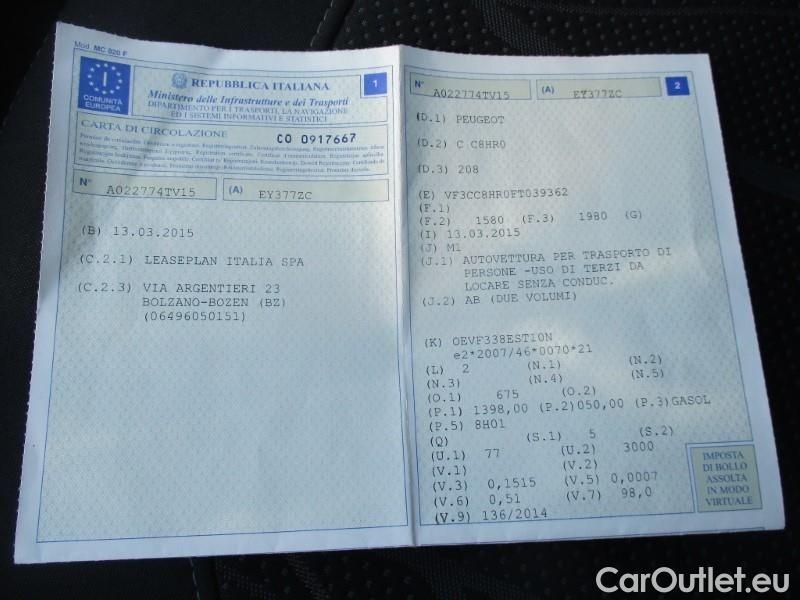 Mod. MC 820 F
I
COMUNITÀ
EUROPEA
REPUBBLICA ITALIANA
1
Ministero delle Infrastrutture e dei Trasporti
DIPARTIMENTO PER I TRASPORTI, LA NAVIGAZIONE
ED I SISTEMI INFORMATIVI E STATISTICI
CARTA DI CIRCOLAZIONE
CO 0917667
N° A022774TV15 (A) EY377ZC
(B) 13.03.2015
(C.2.1) LEASEPLAN ITALIA SPA
(C.2.3) VIA ARGENTIERI 23
BOLZANO-BOZEN (BZ)
(06496050151)
N° A022774TV15 (A) EY377ZC 2
(D.1) PEUGEOT
(D.2) C C8HR0
(D.3) 208
(E) VF3CC8HR0FT039362
(F.1)
(F.2) 1580 (F.3) 1980 (G)
(I) 13.03.2015
(J) M1
(J.1) AUTOVETTURA PER TRASPORTO DI
PERSONE -USO DI TERZI DA
LOCARE SENZA CONDUC.
(J.2) AB (DUE VOLUMI)
(K) OEVF338EST10N
e2*2007/46*0070*21
(L) 2 (N.1) (N.2)
(N.3) (N.4) (N.5)
(O.1) 675 (O.2)
(P.1) 1398,00 (P.2)050,00 (P.3)GASOL
(P.5) 8H01
(Q) (S.1) 5 (S.2)
(U.1) 77 (U.2) 3000
(V.1) (V.2)
(V.3) 0,1515 (V.5) 0,0007
(V.6) 0,51 (V.7) 98,0
(V.9) 136/2014
IMPOSTA
DI BOLLO
ASSOLTA
IN MODO
VIRTUALE
CarOutlet.eu